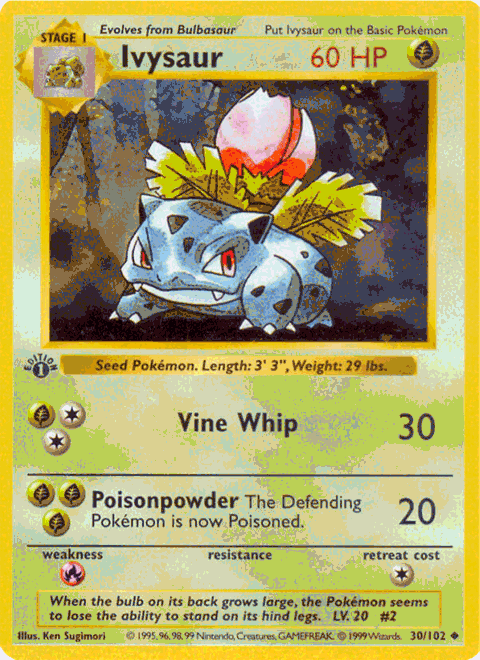 STAGE 1
Evolves from Bulbasaur
Put Ivysaur on the Basic Pokémon
Ivysaur
60 HP
EDITION
1
Seed Pokémon. Length: 3' 3", Weight: 29 lbs.
Vine Whip
30
Poisonpowder The Defending
Pokémon is now Poisoned.
20
weakness
resistance
retreat cost
When the bulb on its back grows large, the Pokémon seems
to lose the ability to stand on its hind legs. LV. 20 #2
Illus. Ken Sugimori
© 1995, 96, 98, 99 Nintendo, Creatures, GAMEFREAK. © 1999 Wizards.
30/102